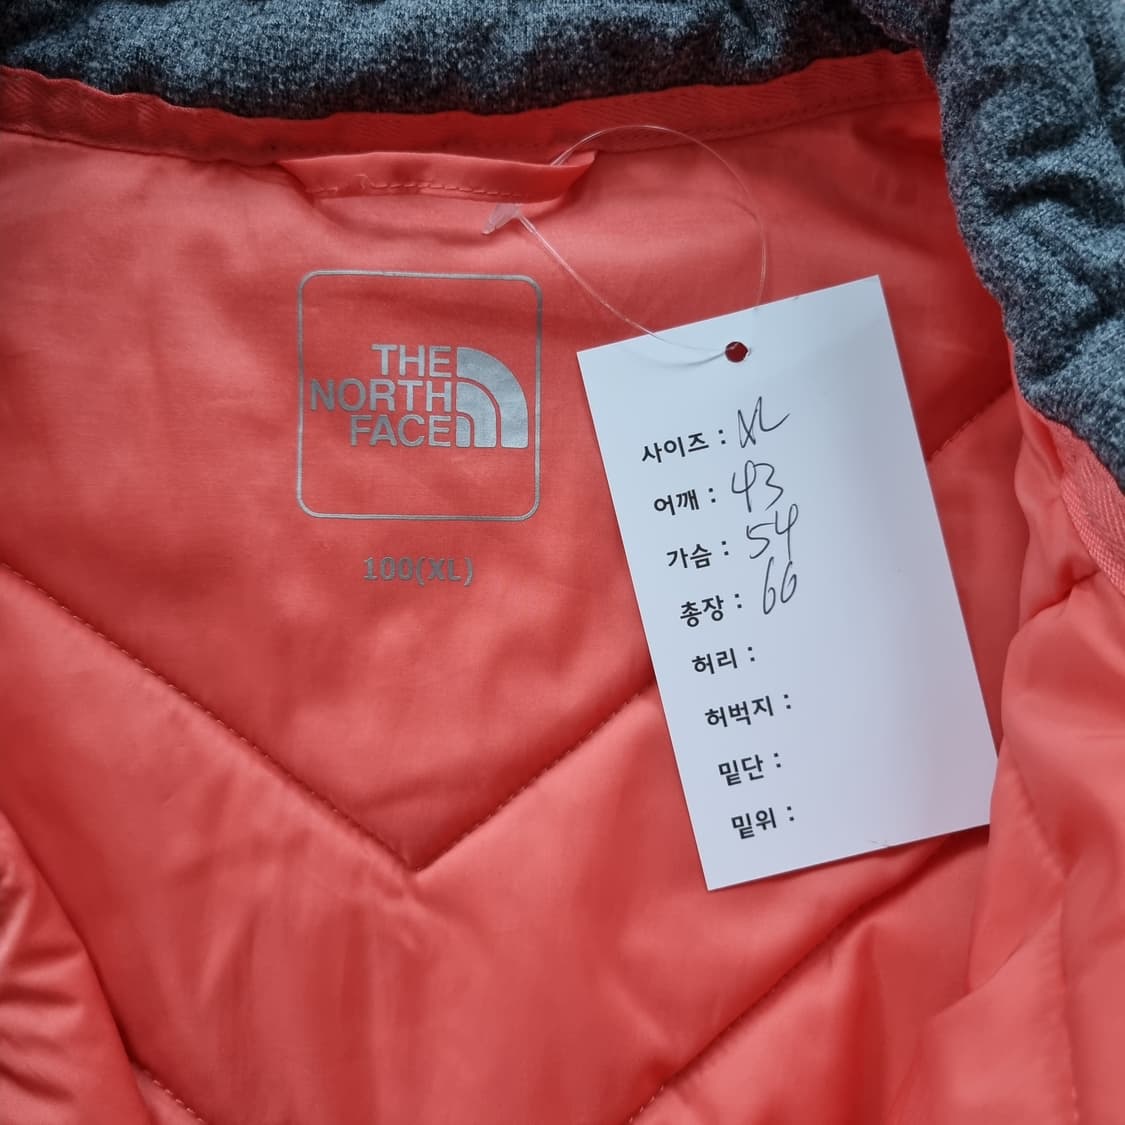 THE
NORTH
FACE
100(XL)
사이즈 : XL
어깨 : 43
가슴 : 54
총장 : 66
허리 :
허벅지 :
밑단 :
밑위 :